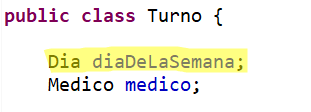 public class Turno {
Dia diaDeLaSemana;
Medico medico;